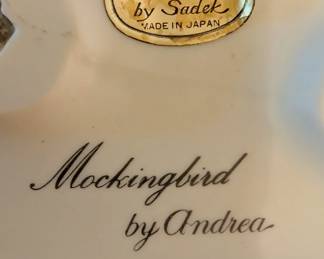 by Sadek
MADE IN JAPAN
Mockingbird
by Andrea